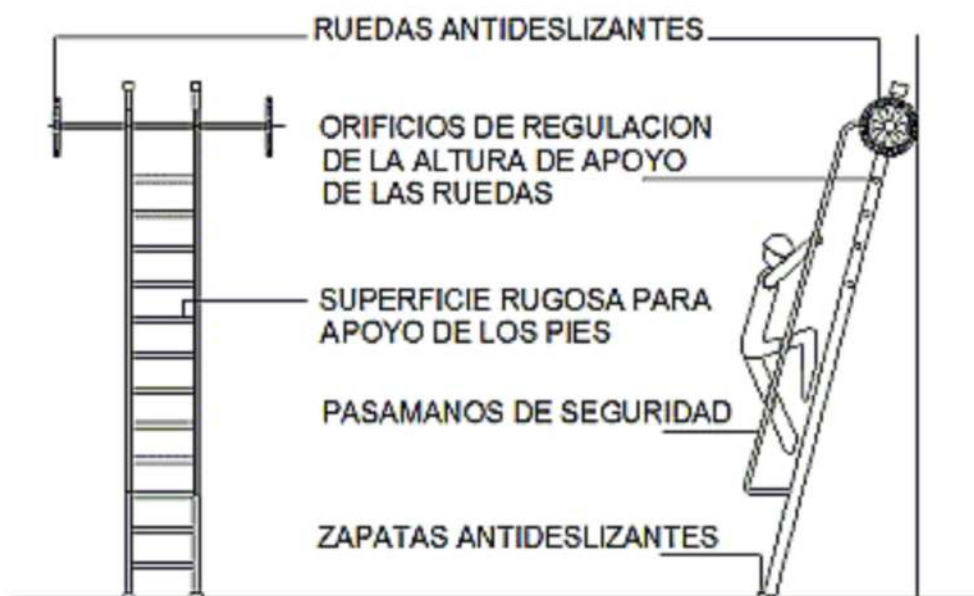 RUEDAS ANTIDESLIZANTES
ORIFICIOS DE REGULACION
DE LA ALTURA DE APOYO
DE LAS RUEDAS
SUPERFICIE RUGOSA PARA
APOYO DE LOS PIES
PASAMANOS DE SEGURIDAD
ZAPATAS ANTIDESLIZANTES